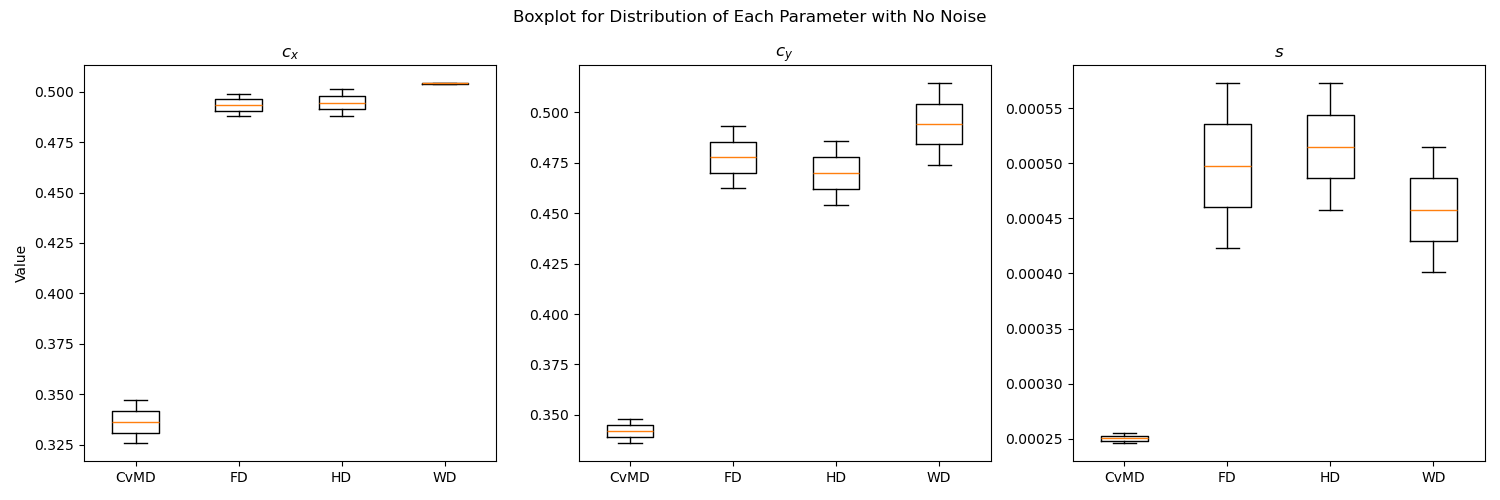 Boxplot for Distribution of Each Parameter with No Noise
c_x
Value
0.500
0.475
0.450
0.425
0.400
0.375
0.350
0.325
CvMD FD HD WD
c_y
0.500
0.475
0.450
0.425
0.400
0.375
0.350
CvMD FD HD WD
s
0.00055
0.00050
0.00045
0.00040
0.00035
0.00030
0.00025
CvMD FD HD WD